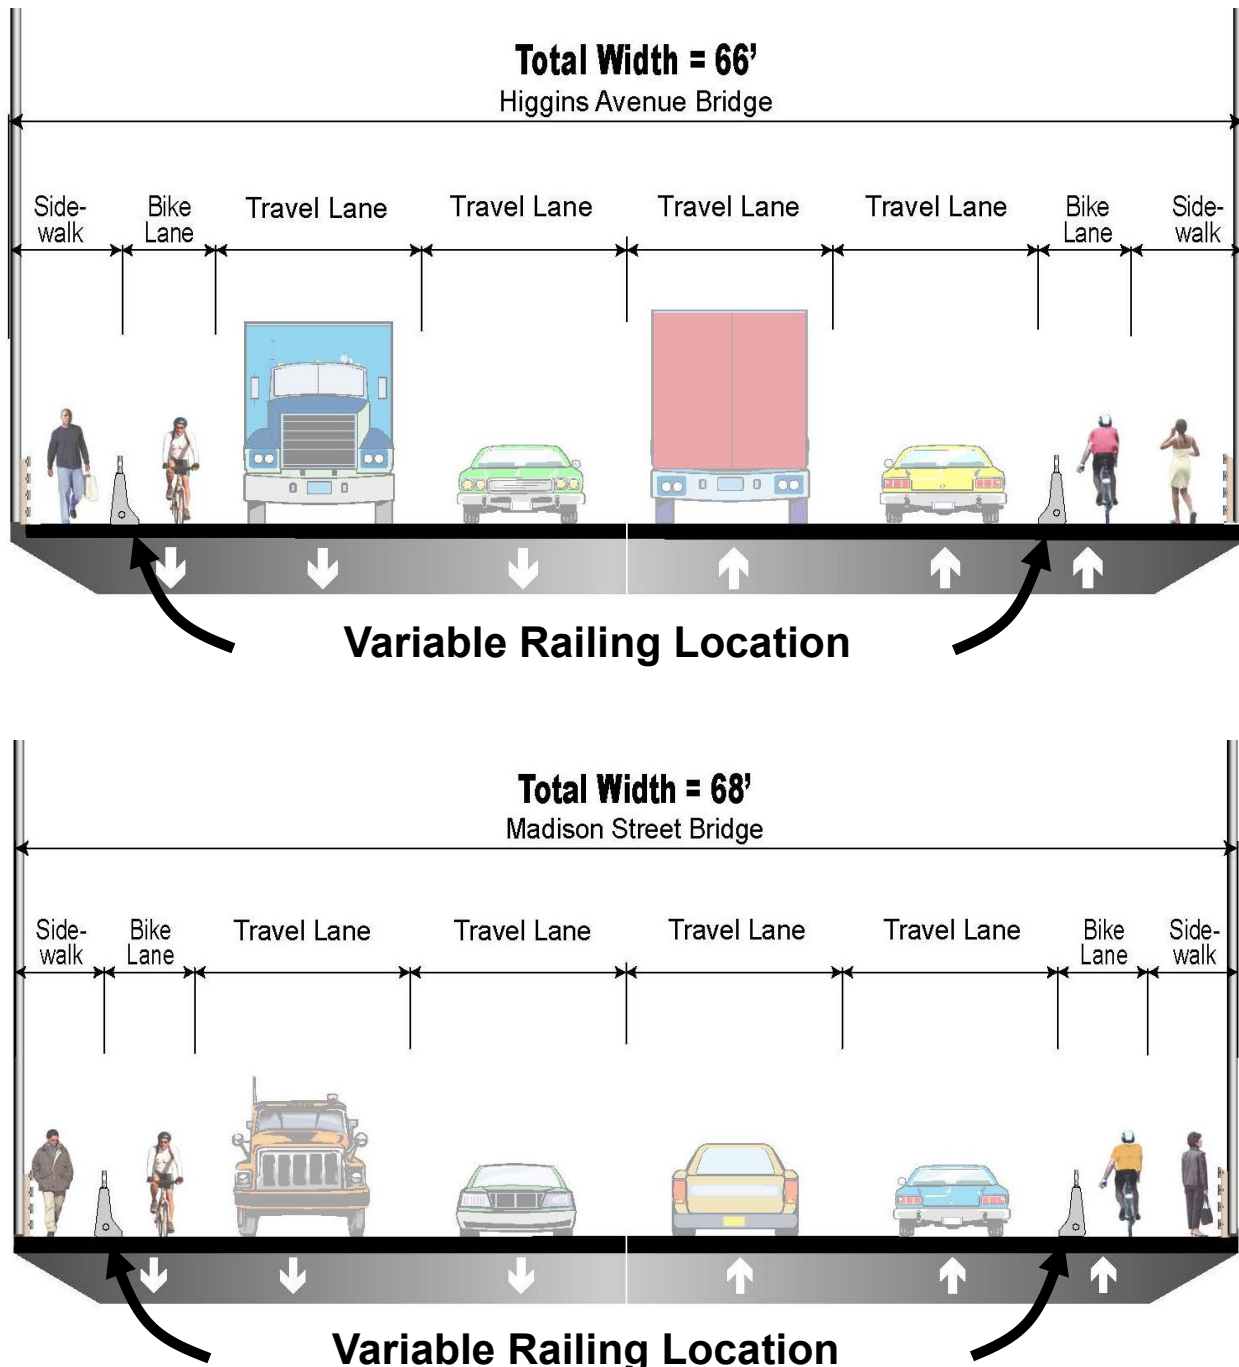 Total Width = 66’
Higgins Avenue Bridge
Side-
walk
Bike
Lane
Travel Lane
Travel Lane
Travel Lane
Travel Lane
Bike
Lane
Side-
walk
Variable Railing Location
Total Width = 68’
Madison Street Bridge
Side-
walk
Bike
Lane
Travel Lane
Travel Lane
Travel Lane
Travel Lane
Bike
Lane
Side-
walk
Variable Railing Location